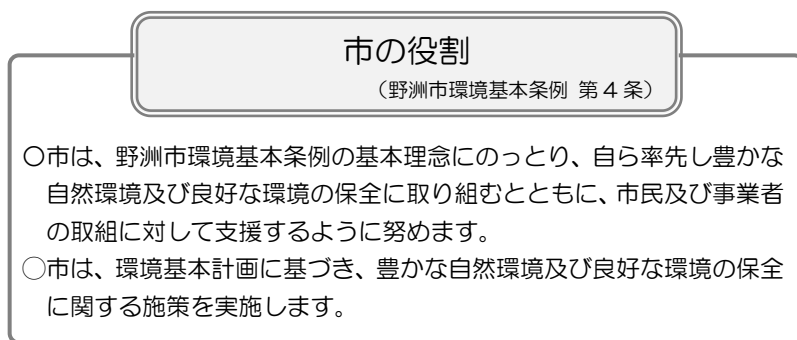 市の役割
（野洲市環境基本条例 第4条）
〇市は、野洲市環境基本条例の基本理念にのっとり、自ら率先し豊かな
自然環境及び良好な環境の保全に取り組むとともに、市民及び事業者
の取組に対して支援するように努めます。
◯市は、環境基本計画に基づき、豊かな自然環境及び良好な環境の保全
に関する施策を実施します。